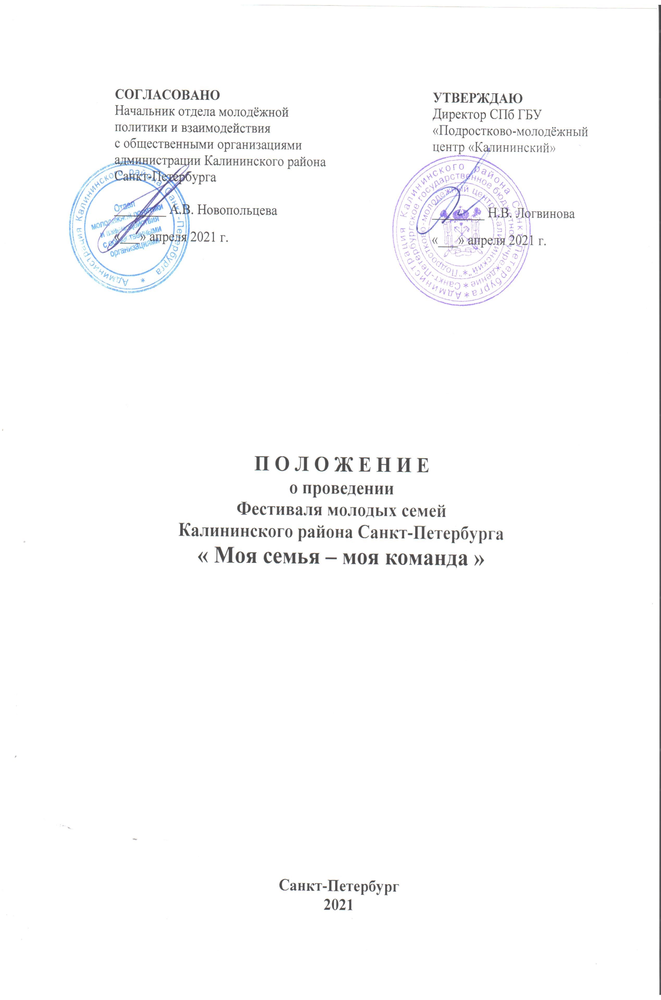 СОГЛАСОВАНО
Начальник отдела молодёжной
политики и взаимодействия
с общественными организациями
администрации Калининского района
Санкт-Петербурга
________ А.В. Новопольцева
«___» апреля 2021 г.
Администрация Калининского района Санкт-Петербурга *
Отдел
молодежной политики
и взаимодействия
с общественными
организациями
УТВЕРЖДАЮ
Директор СПб ГБУ
«Подростково-молодёжный
центр «Калининский»
________ Н.В. Логвинова
«___» апреля 2021 г.
Администрация Калининского района Санкт-Петербурга *
Санкт-Петербургское государственное бюджетное учреждение *
"Подростково-молодежный центр "Калининский" *
П О Л О Ж Е Н И Е
о проведении
Фестиваля молодых семей
Калининского района Санкт-Петербурга
« Моя семья – моя команда »
Санкт-Петербург
2021